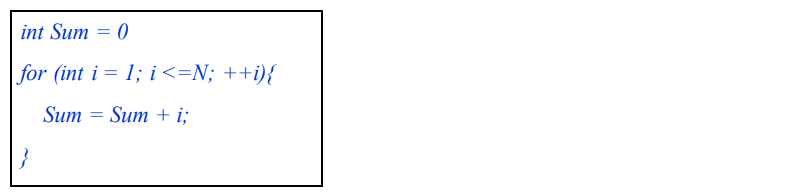 int Sum = 0
for (int i = 1; i <=N; ++i){
Sum = Sum + i;
}